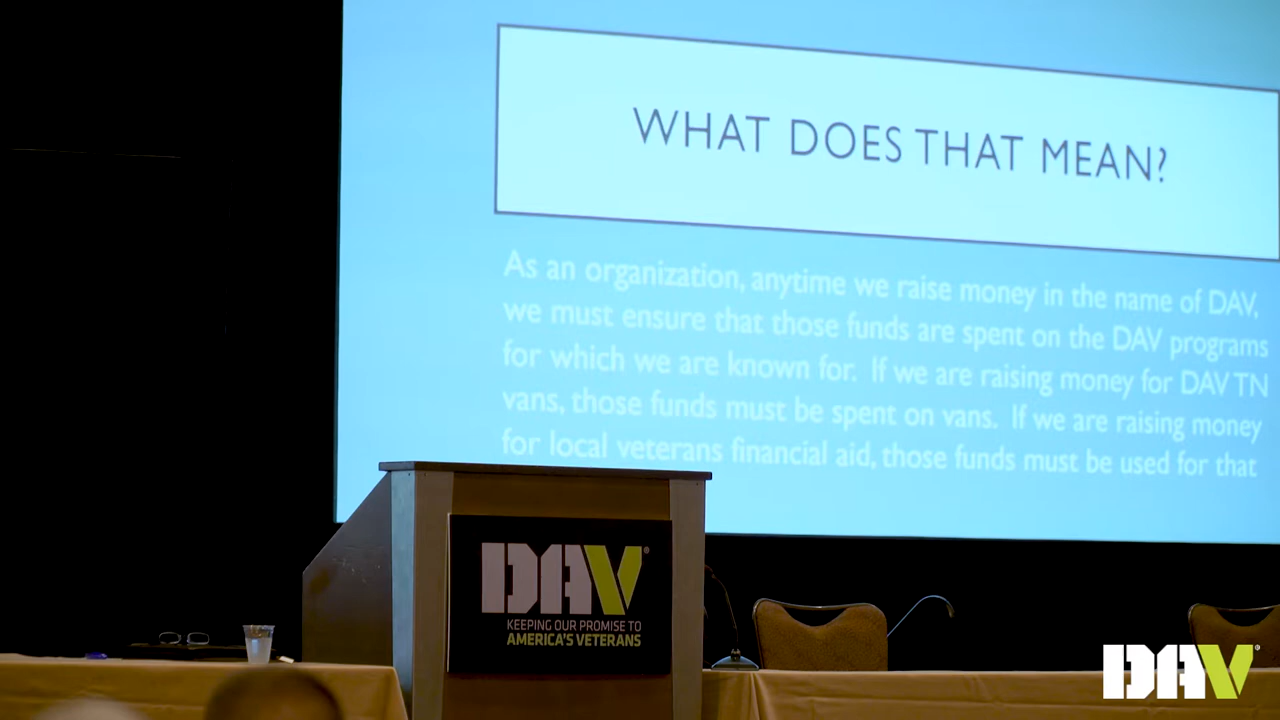 WHAT DOES THAT MEAN?
As an organization, anytime we raise money in the name of DAV,
we must ensure that those funds are spent on the DAV programs
for which we are known for. If we are raising money for DAV TN
vans, those funds must be spent on vans. If we are raising money
for local veterans financial aid, those funds must be used for that
DAV®
KEEPING OUR PROMISE TO
AMERICA'S VETERANS
DAV®